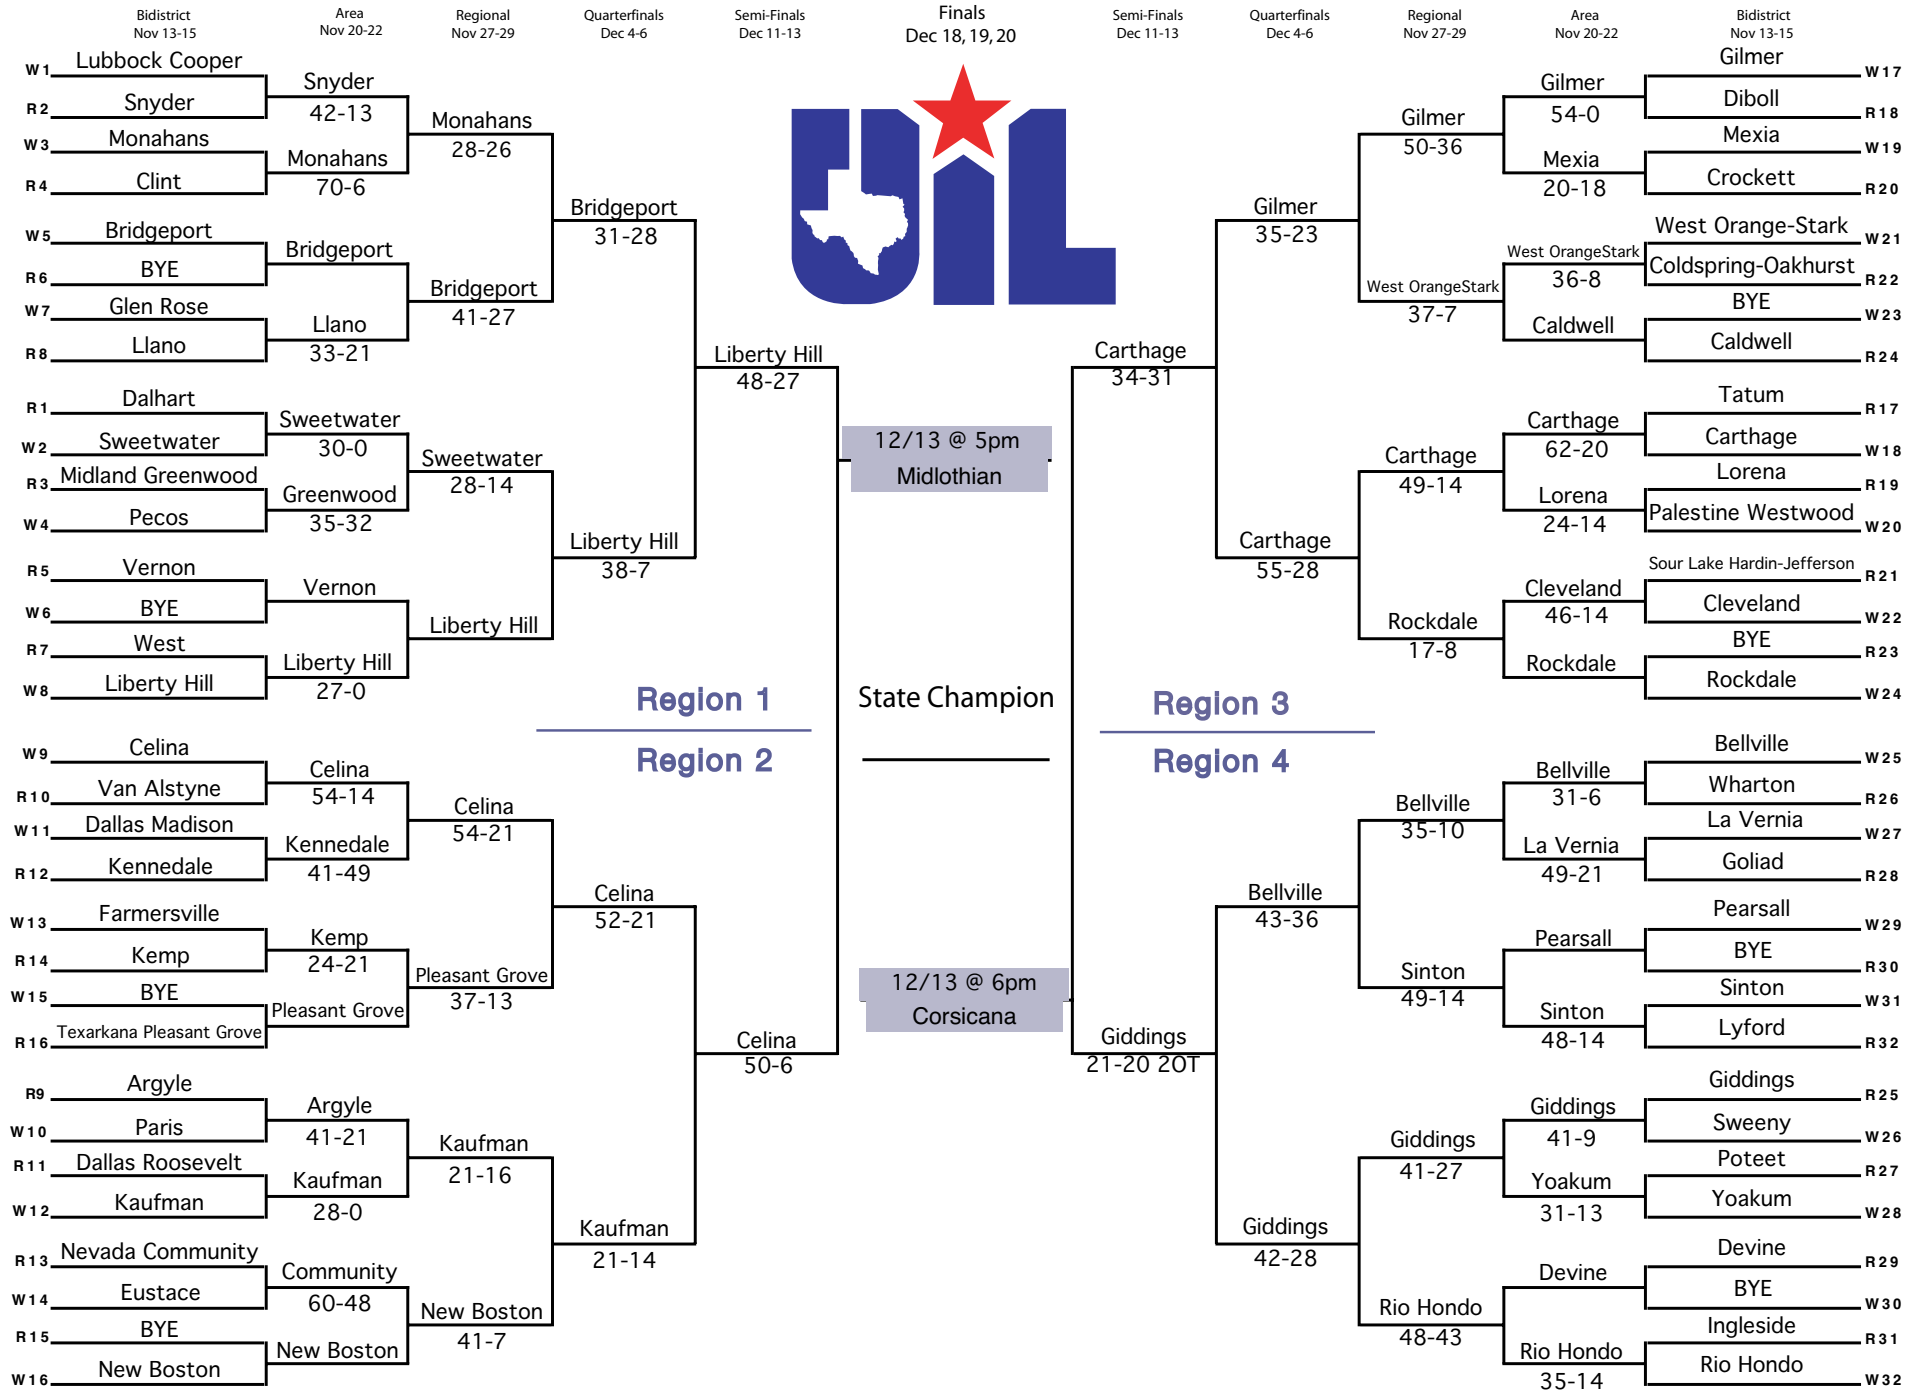 Bidistrict
Nov 13-15
Area
Nov 20-22
Regional
Nov 27-29
Quarterfinals
Dec 4-6
Semi-Finals
Dec 11-13
Finals
Dec 18, 19, 20
Semi-Finals
Dec 11-13
Quarterfinals
Dec 4-6
Regional
Nov 27-29
Area
Nov 20-22
Bidistrict
Nov 13-15
W1 Lubbock Cooper
R2 Snyder
W3 Monahans
R4 Clint
W5 Bridgeport
R6 BYE
W7 Glen Rose
R8 Llano
R1 Dalhart
W2 Sweetwater
R3 Midland Greenwood
W4 Pecos
R5 Vernon
W6 BYE
R7 West
W8 Liberty Hill
W9 Celina
R10 Van Alstyne
W11 Dallas Madison
R12 Kennedale
W13 Farmersville
R14 Kemp
W15 BYE
R16 Texarkana Pleasant Grove
R9 Argyle
W10 Paris
R11 Dallas Roosevelt
W12 Kaufman
R13 Nevada Community
W14 Eustace
R15 BYE
W16 New Boston
Snyder
42-13
Monahans
70-6
Bridgeport
Llano
33-21
Sweetwater
30-0
Greenwood
35-32
Vernon
Liberty Hill
27-0
Celina
54-14
Kennedale
41-49
Kemp
24-21
Pleasant Grove
Argyle
41-21
Kaufman
28-0
Community
60-48
New Boston
Monahans
28-26
Bridgeport
41-27
Sweetwater
28-14
Liberty Hill
Celina
54-21
Pleasant Grove
37-13
Kaufman
21-16
New Boston
41-7
Bridgeport
31-28
Liberty Hill
38-7
Celina
52-21
Kaufman
21-14
Liberty Hill
48-27
Celina
50-6
Region 1
Region 2
UIL
12/13 @ 5pm
Midlothian
State Champion
12/13 @ 6pm
Corsicana
Region 3
Region 4
Carthage
34-31
Giddings
21-20 2OT
Gilmer
35-23
Carthage
55-28
Bellville
43-36
Giddings
42-28
Gilmer
50-36
West OrangeStark
37-7
Carthage
49-14
Rockdale
17-8
Bellville
35-10
Sinton
49-14
Giddings
41-27
Rio Hondo
48-43
Gilmer
54-0
Mexia
20-18
West OrangeStark
36-8
Caldwell
Carthage
62-20
Lorena
24-14
Cleveland
46-14
Rockdale
Bellville
31-6
La Vernia
49-21
Pearsall
Sinton
48-14
Giddings
41-9
Yoakum
31-13
Devine
Rio Hondo
35-14
Gilmer W17
Diboll R18
Mexia W19
Crockett R20
West Orange-Stark W21
Coldspring-Oakhurst R22
BYE W23
Caldwell R24
Tatum R17
Carthage W18
Lorena R19
Palestine Westwood W20
Sour Lake Hardin-Jefferson R21
Cleveland W22
BYE R23
Rockdale W24
Bellville W25
Wharton R26
La Vernia W27
Goliad R28
Pearsall W29
BYE R30
Sinton W31
Lyford R32
Giddings R25
Sweeny W26
Poteet R27
Yoakum W28
Devine R29
BYE W30
Ingleside R31
Rio Hondo W32